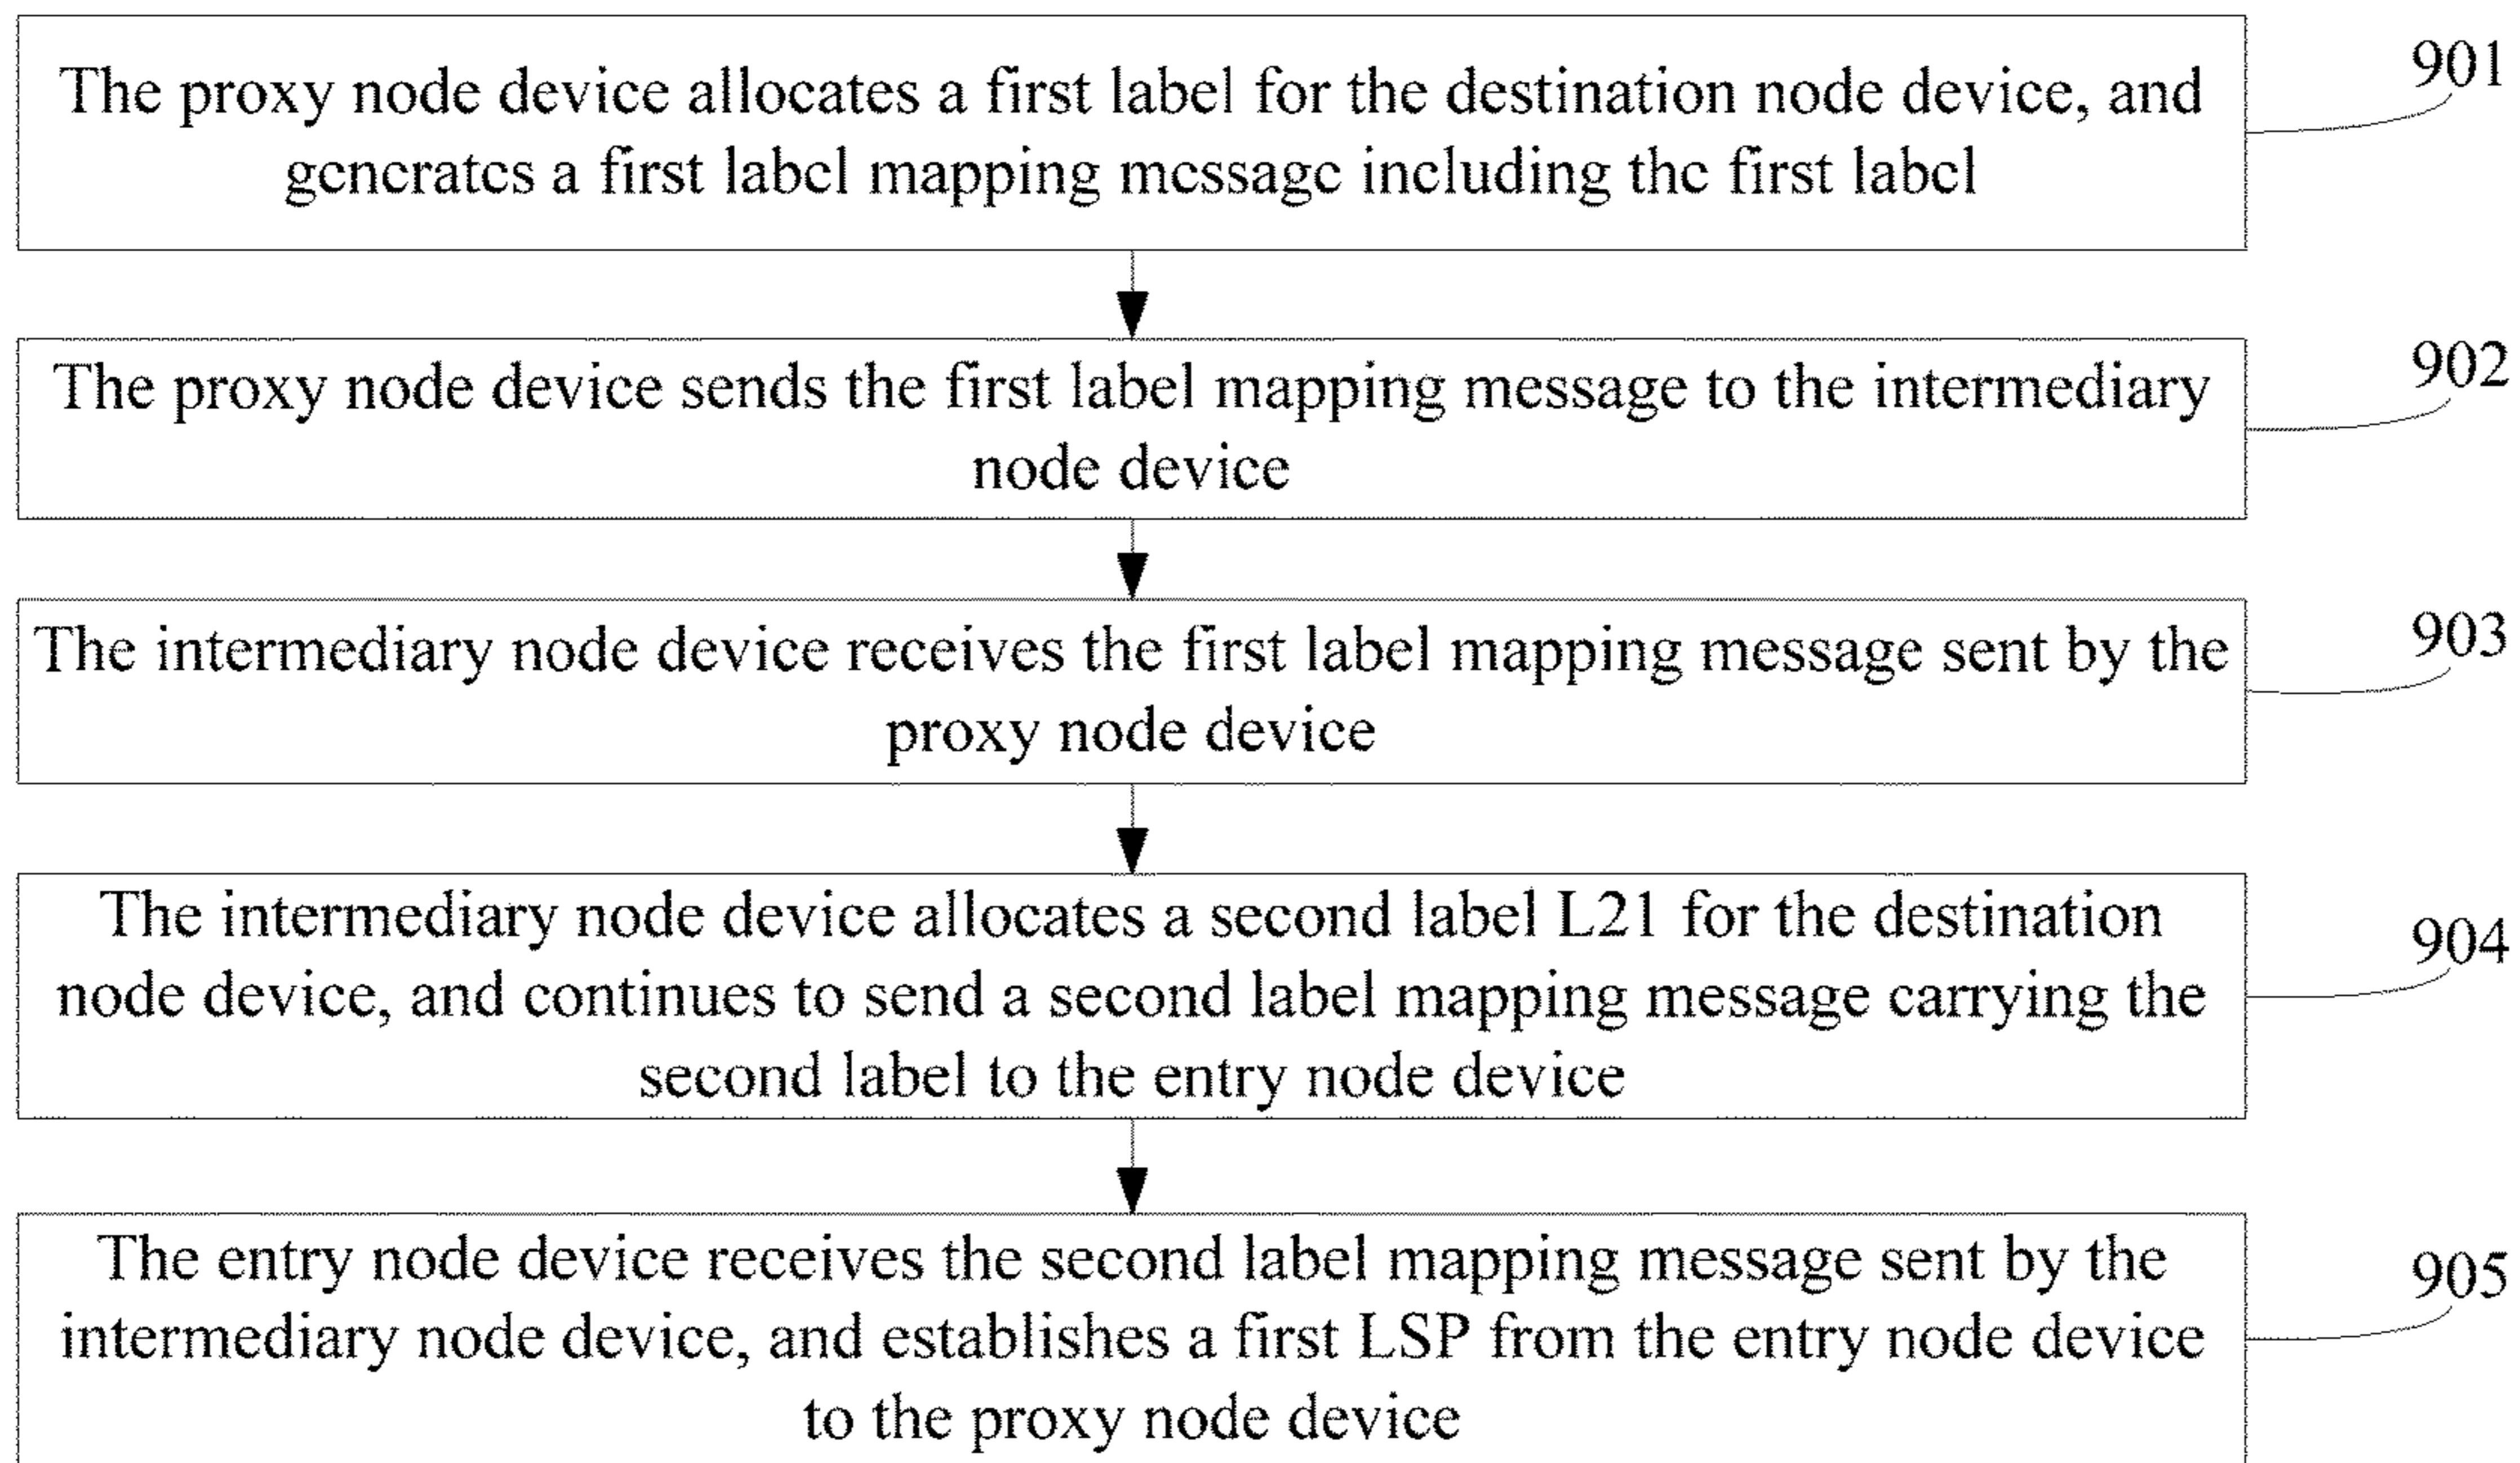 The proxy node device allocates a first label for the destination node device, and
generates a first label mapping message including the first label
901
The proxy node device sends the first label mapping message to the intermediary
node device
902
The intermediary node device receives the first label mapping message sent by the
proxy node device
903
The intermediary node device allocates a second label L21 for the destination
node device, and continues to send a second label mapping message carrying the
second label to the entry node device
904
The entry node device receives the second label mapping message sent by the
intermediary node device, and establishes a first LSP from the entry node device
to the proxy node device
905